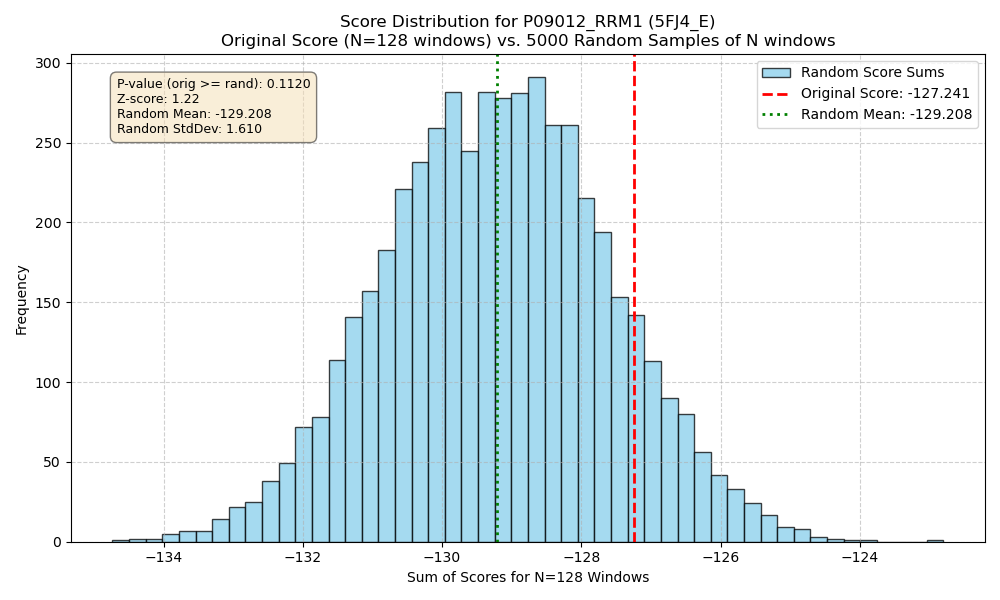 Score Distribution for P09012_RRM1 (5FJ4_E)
Original Score (N=128 windows) vs. 5000 Random Samples of N windows
P-value (orig >= rand): 0.1120
Z-score: 1.22
Random Mean: -129.208
Random StdDev: 1.610
Random Score Sums
Original Score: -127.241
Random Mean: -129.208
Frequency
300
250
200
150
100
50
0
−134
−132
−130
−128
−126
−124
Sum of Scores for N=128 Windows